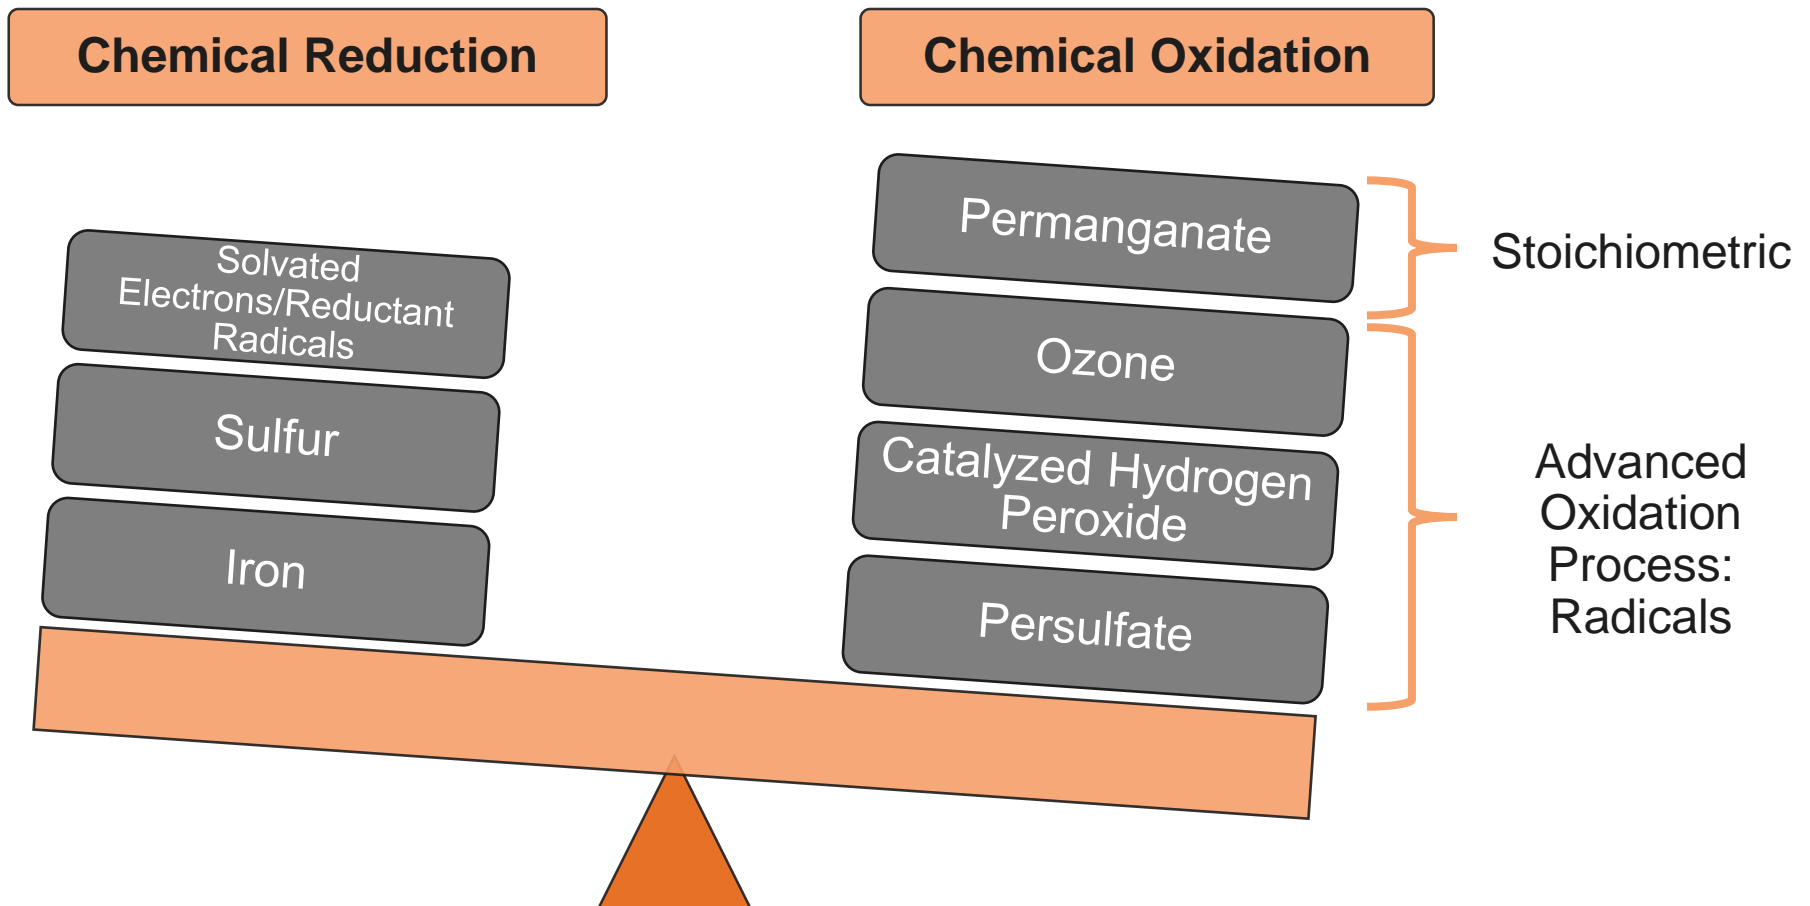 Chemical Reduction
Chemical Oxidation
Solvated
Electrons/Reductant
Radicals
Sulfur
Iron
Permanganate
Ozone
Catalyzed Hydrogen
Peroxide
Persulfate
Stoichiometric
Advanced
Oxidation
Process:
Radicals